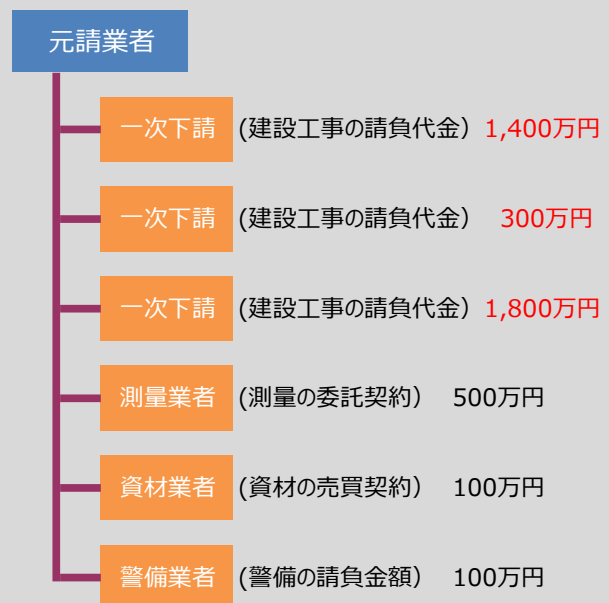 元請業者
一次下請 (建設工事の請負代金） 1,400万円
一次下請 (建設工事の請負代金） 300万円
一次下請 (建設工事の請負代金） 1,800万円
測量業者 (測量の委託契約） 500万円
資材業者 (資材の売買契約） 100万円
警備業者 (警備の請負金額） 100万円